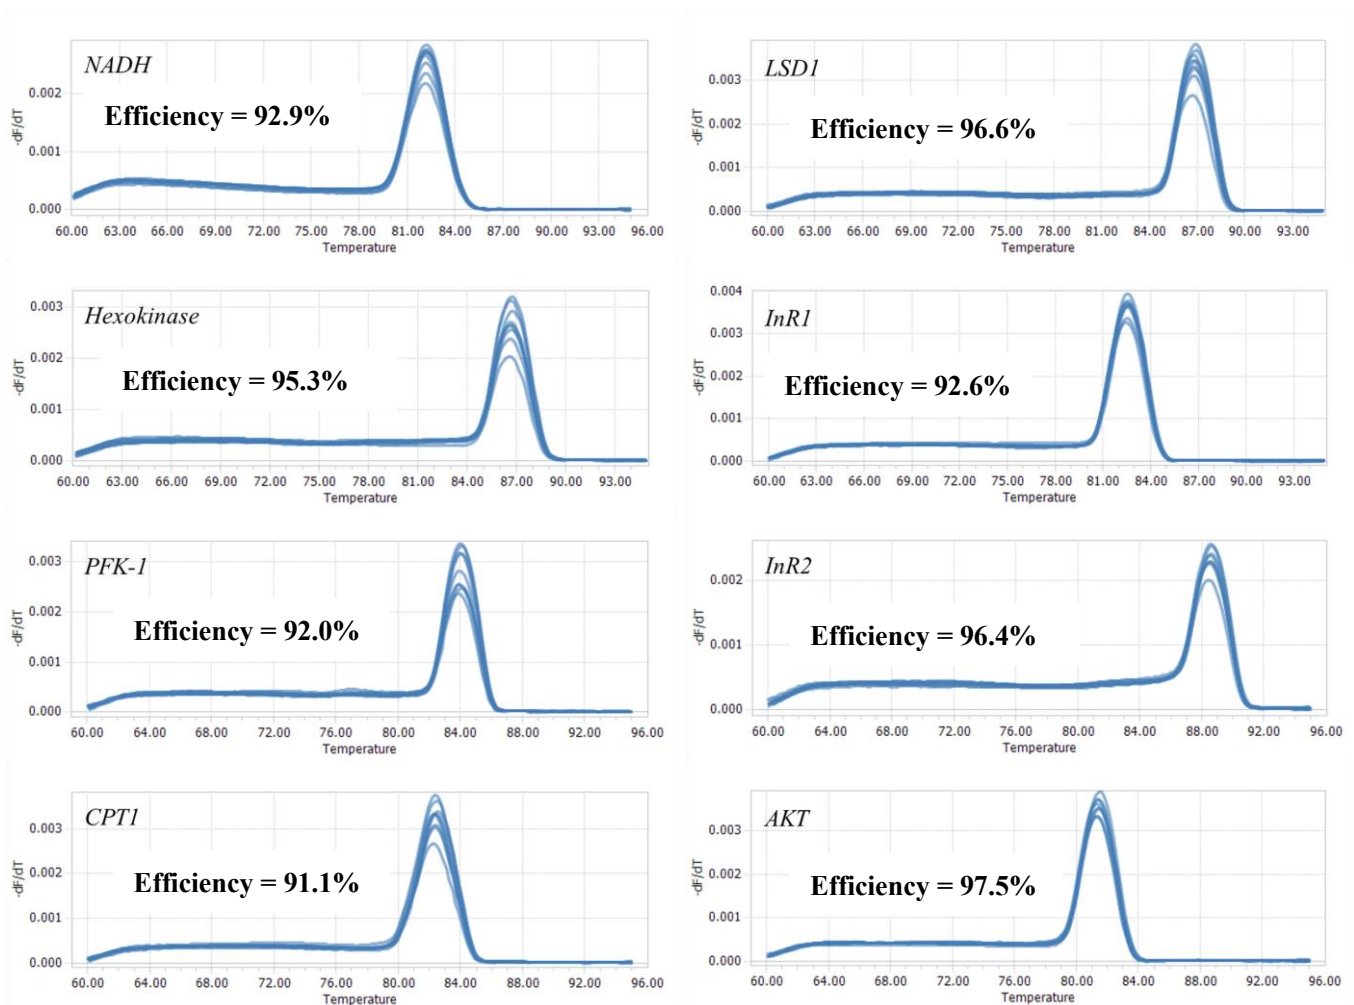 NADH
Efficiency = 92.9%
-dF/dT
0.002
0.001
0.000
60.00 63.00 66.00 69.00 72.00 75.00 78.00 81.00 84.00 87.00 90.00 93.00 96.00
Temperature
LSD1
Efficiency = 96.6%
-dF/dT
0.003
0.002
0.001
0.000
60.00 63.00 66.00 69.00 72.00 75.00 78.00 81.00 84.00 87.00 90.00 93.00
Temperature
Hexokinase
Efficiency = 95.3%
-dF/dT
0.003
0.002
0.001
0.000
60.00 63.00 66.00 69.00 72.00 75.00 78.00 81.00 84.00 87.00 90.00 93.00
Temperature
InR1
Efficiency = 92.6%
-dF/dT
0.004
0.003
0.002
0.001
0.000
60.00 63.00 66.00 69.00 72.00 75.00 78.00 81.00 84.00 87.00 90.00 93.00
Temperature
PFK-1
Efficiency = 92.0%
-dF/dT
0.003
0.002
0.001
0.000
60.00 64.00 68.00 72.00 76.00 80.00 84.00 88.00 92.00 96.00
Temperature
InR2
Efficiency = 96.4%
-dF/dT
0.002
0.001
0.000
60.00 64.00 68.00 72.00 76.00 80.00 84.00 88.00 92.00 96.00
Temperature
CPT1
Efficiency = 91.1%
-dF/dT
0.003
0.002
0.001
0.000
60.00 64.00 68.00 72.00 76.00 80.00 84.00 88.00 92.00 96.00
Temperature
AKT
Efficiency = 97.5%
-dF/dT
0.003
0.002
0.001
0.000
60.00 64.00 68.00 72.00 76.00 80.00 84.00 88.00 92.00 96.00
Temperature